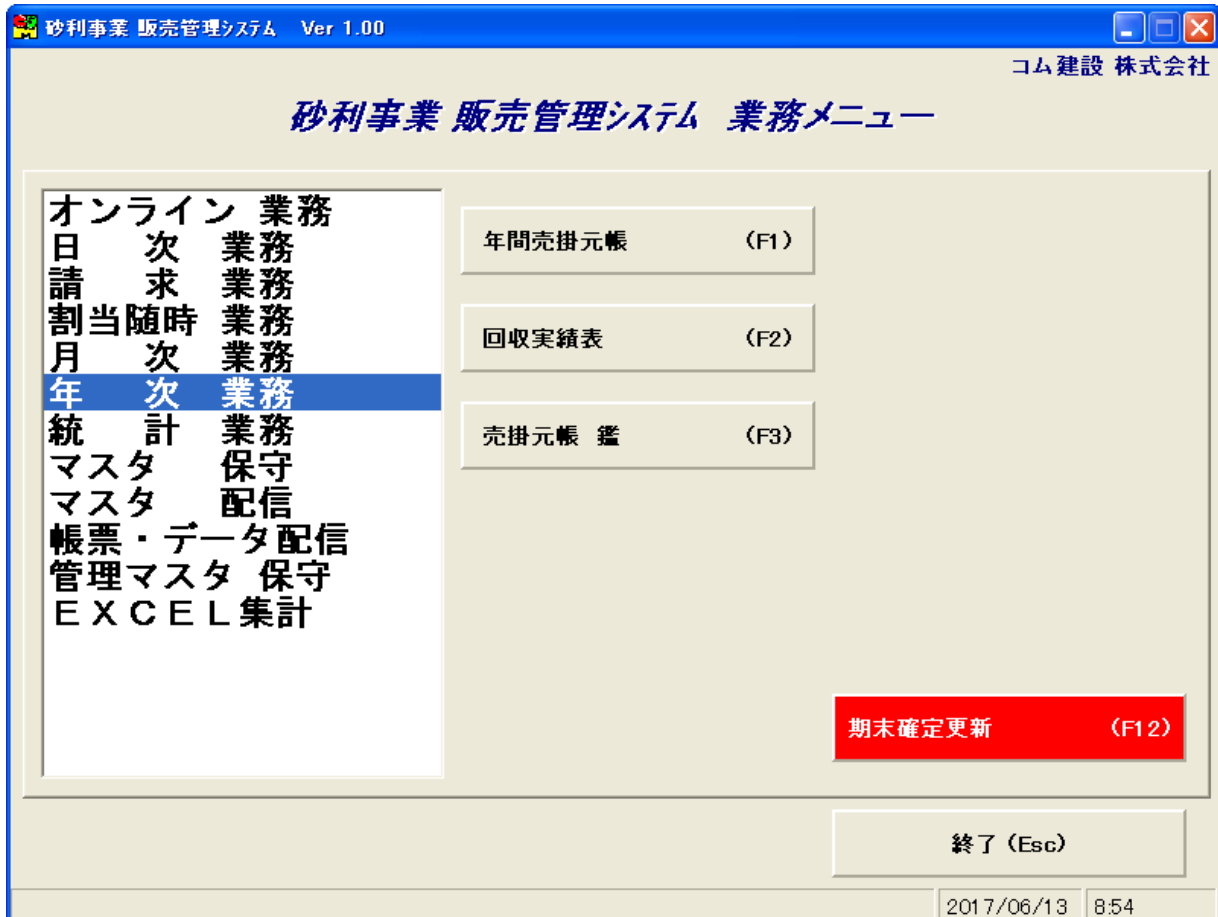 砂利事業 販売管理システム Ver 1.00
コム建設 株式会社
砂利事業 販売管理システム 業務メニュー
オンライン 業務
日 次 業務
請 求 業務
割当随時 業務
月 次 業務
年 次 業務
統 計 業務
マスタ 保守
マスタ 配信
帳票・データ配信
管理マスタ 保守
ＥＸＣＥＬ集計
年間売掛元帳 (F1)
回収実績表 (F2)
売掛元帳 鑑 (F3)
期末確定更新 (F12)
終了 (Esc)
2017/06/13 8:54